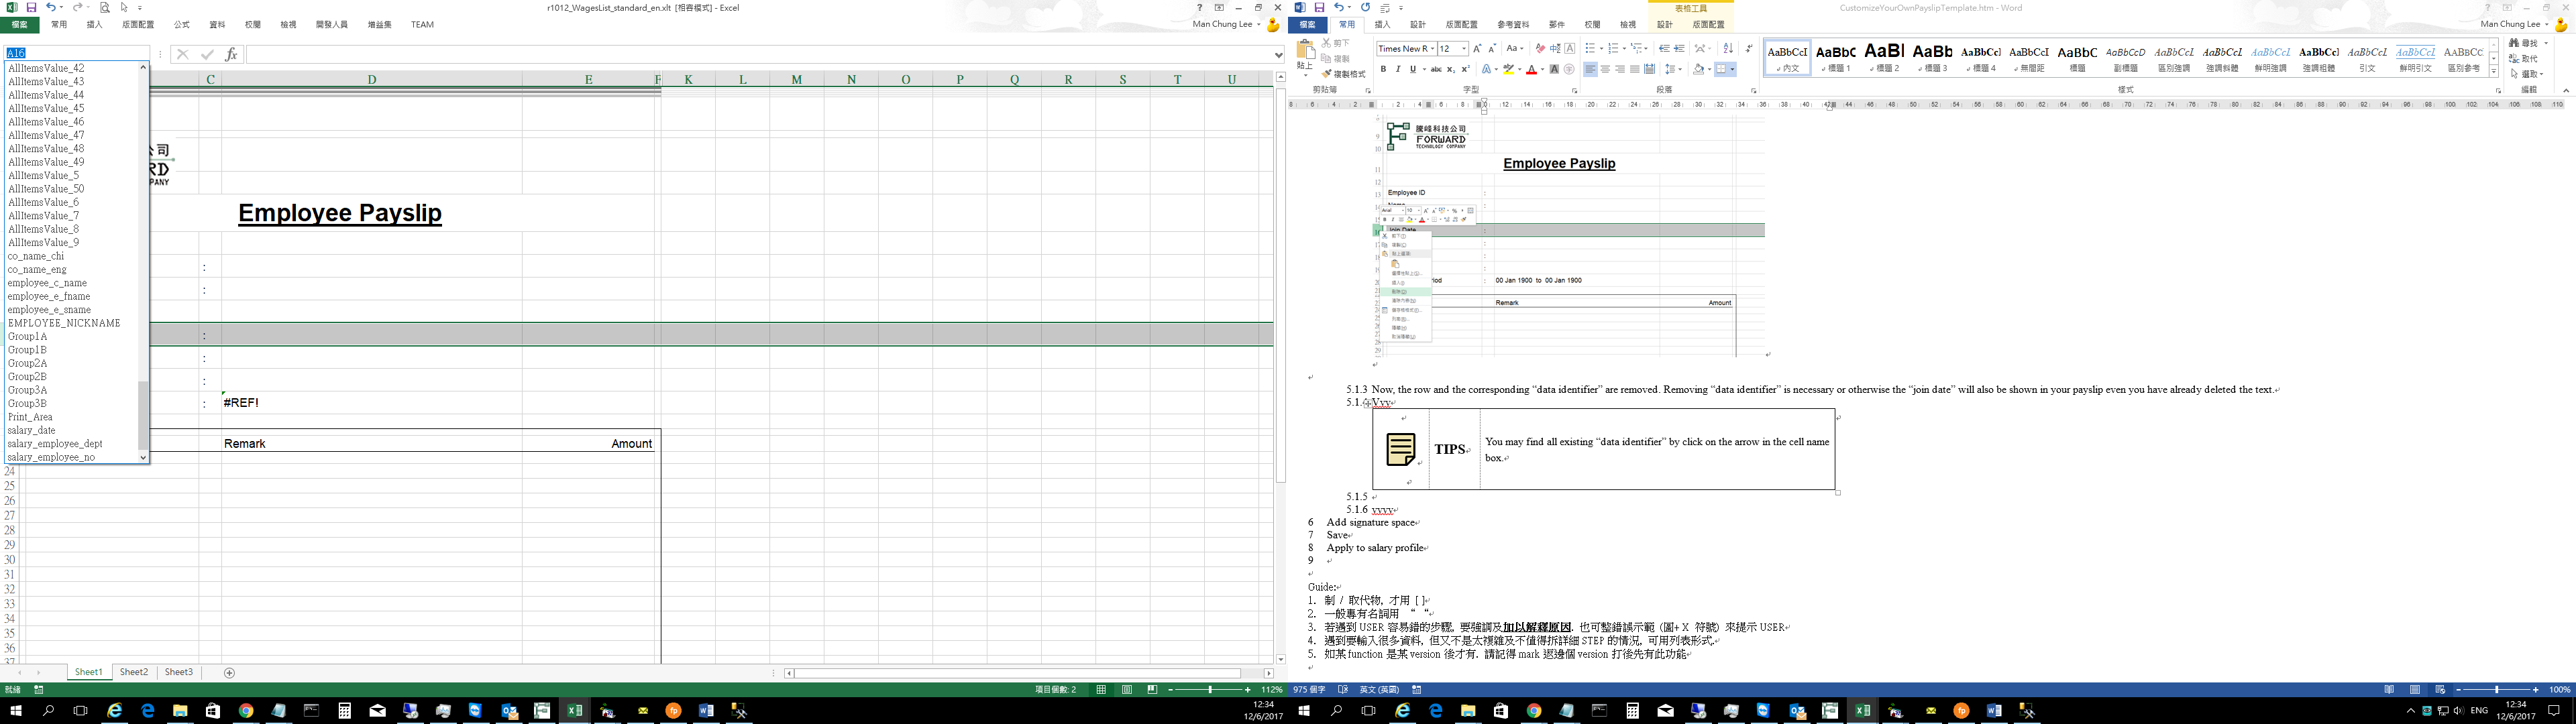 r1012_WagesList_standard_en.xlt [相容模式] - Excel
檔案 常用 插入 版面配置 公式 資料 校閱 檢視 開發人員 增益集 TEAM
Man Chung Lee
A16
AllItemsValue_42
AllItemsValue_43
AllItemsValue_44
AllItemsValue_45
AllItemsValue_46
AllItemsValue_47
AllItemsValue_48
AllItemsValue_49
AllItemsValue_5
AllItemsValue_50
AllItemsValue_6
AllItemsValue_7
AllItemsValue_8
AllItemsValue_9
co_name_chi
co_name_eng
employee_c_name
employee_e_fname
employee_e_sname
EMPLOYEE_NICKNAME
Group1A
Group1B
Group2A
Group2B
Group3A
Group3B
Print_Area
salary_date
salary_employee_dept
salary_employee_no
C D E F K L M N O P Q R S T U
Employee Payslip
:
:
:
:
:
: #REF!
Remark Amount
24
25
26
27
28
29
30
31
32
33
34
35
37
Sheet1 Sheet2 Sheet3
就緒 項目個數: 2 112%
12:34
12/6/2017
CustomizeYourOwnPayslipTemplate.htm - Word
表格工具
檔案 常用 插入 設計 版面配置 參考資料 郵件 校閱 檢視 設計 版面配置
Man Chung Lee
貼上 剪下 複製 複製格式
Times New R 12
內文 標題 1 標題 2 標題 3 標題 4 無間距 標題 副標題 區別強調 強調斜體 鮮明強調 強調粗體 引文 鮮明引文 區別參考
尋找 取代 選取
剪貼簿 字型 段落 樣式 編輯
騰峰科技公司
FORWARD
TECHNOLOGY COMPANY
Employee Payslip
Employee ID :
Name :
Join Date :
00 Jan 1900 to 00 Jan 1900
Remark Amount
5.1.3 Now, the row and the corresponding “data identifier” are removed. Removing “data identifier” is necessary or otherwise the “join date” will also be shown in your payslip even you have already deleted the text.
5.1. Vvv
TIPS You may find all existing “data identifier” by click on the arrow in the cell name box.
5.1.5
5.1.6 vvvv
6 Add signature space
7 Save
8 Apply to salary profile
9
Guide:
1. 制 / 取代物, 才用 [ ]
2. 一般專有名詞用 “ “
3. 若遇到 USER 容易錯的步驟, 要強調及加以解釋原因. 也可整錯誤示範 (圖+ X 符號) 來提示 USER
4. 遇到要輸入很多資料, 但又不是太複雜及不值得拆詳細 STEP 的情況, 可用列表形式.
5. 如某 function 是某 version 後才有. 請記得 mark 返邊個 version 打後先有此功能
975 個字 英文 (英國) 100%
ENG 12:34
12/6/2017